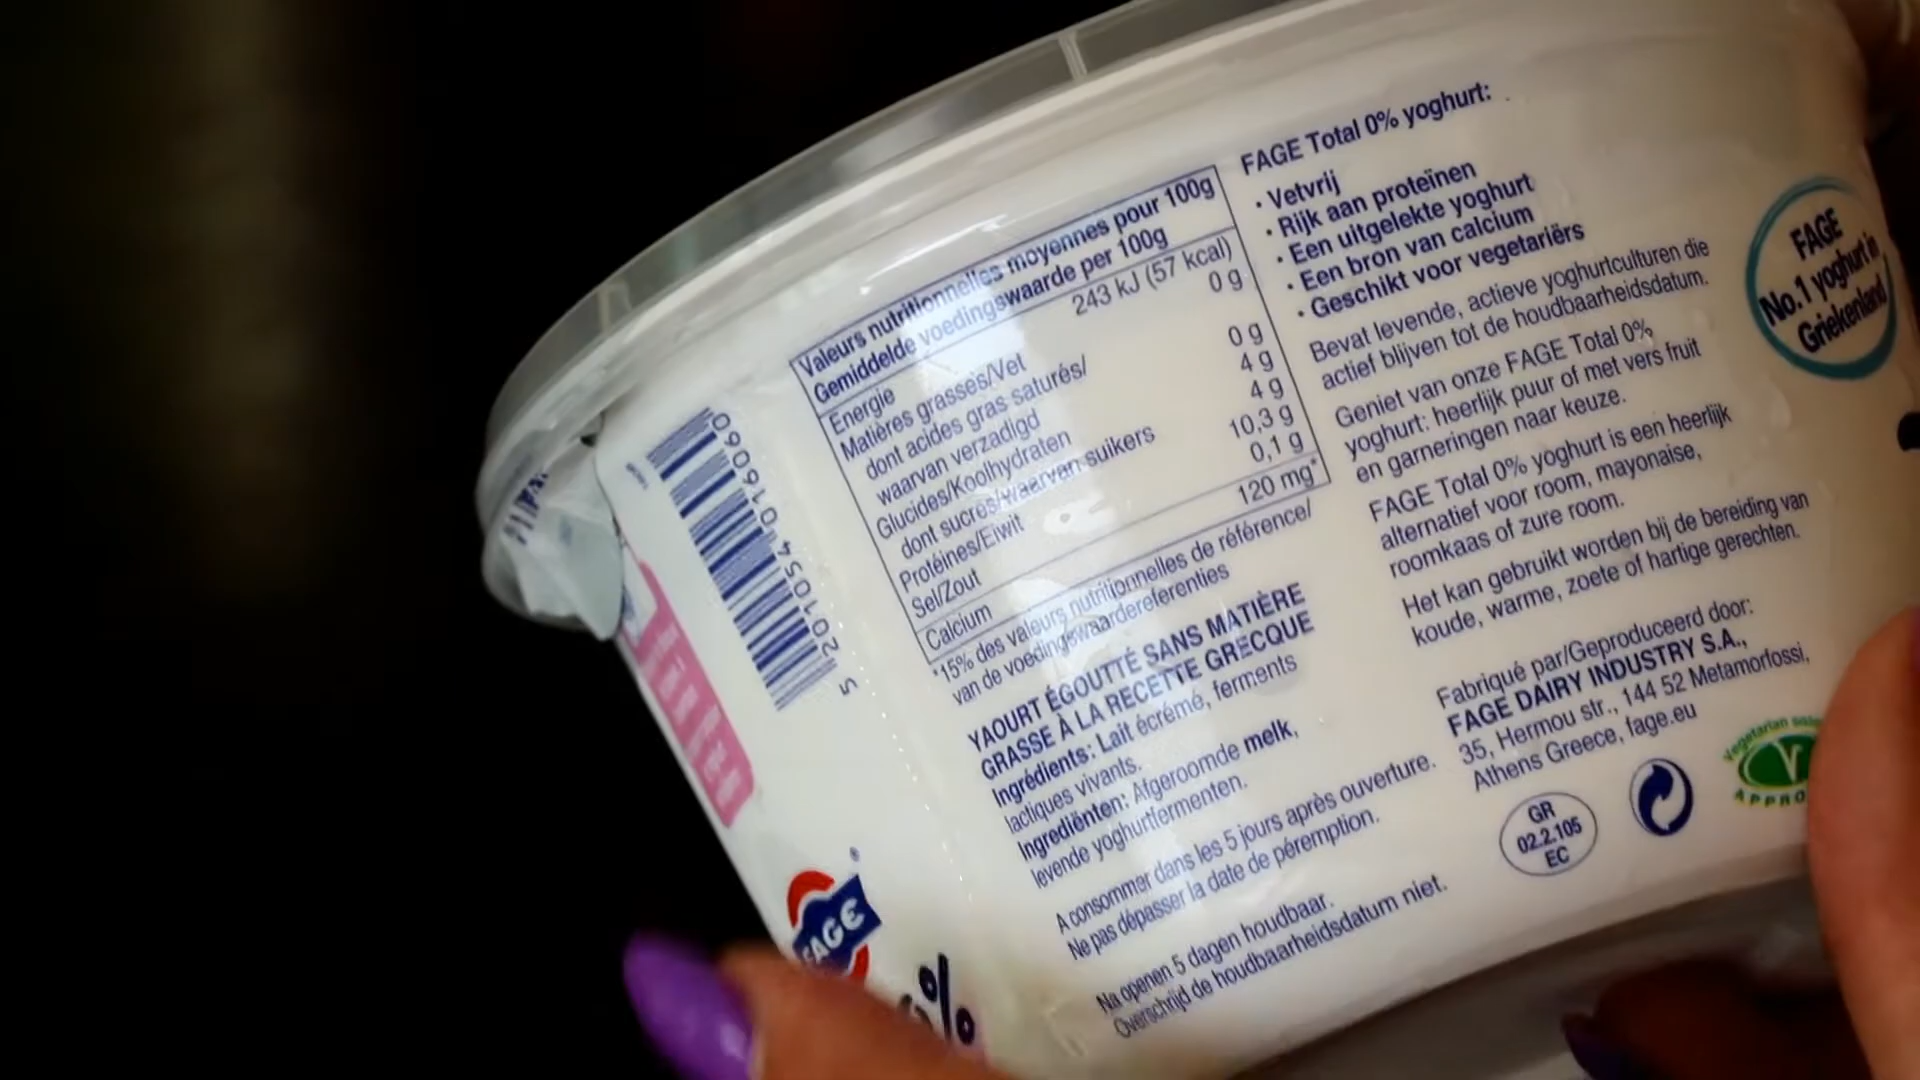 Valeurs nutritionnelles moyennes pour 100g
Gemiddelde voedingswaarde per 100g
Energie 243 kJ (57 kcal)
Matières grasses/Vet 0 g
dont acides gras saturés/
waarvan verzadigd 0 g
Glucides/Koolhydraten 4 g
dont sucres/waarvan suikers 4 g
Protéines/Eiwit 10,3 g
Sel/Zout 0,1 g
Calcium 120 mg*
*15% des valeurs nutritionnelles de référence/
van de voedingswaardereferenties
YAOURT ÉGOUTTÉ SANS MATIÈRE
GRASSE À LA RECETTE GRECQUE
Ingrédients: Lait écrémé, ferments
lactiques vivants.
Ingrediënten: Afgeroomde melk,
levende yoghurtfermenten.
A consommer dans les 5 jours après ouverture.
Ne pas dépasser la date de péremption.
Na openen 5 dagen houdbaar.
Overschrijd de houdbaarheidsdatum niet.
FAGE Total 0% yoghurt:
• Vetvrij
• Rijk aan proteïnen
• Een uitgelekte yoghurt
• Een bron van calcium
• Geschikt voor vegetariërs
Bevat levende, actieve yoghurtculturen die
actief blijven tot de houdbaarheidsdatum.
Geniet van onze FAGE Total 0%
yoghurt: heerlijk puur of met vers fruit
en garneringen naar keuze.
FAGE Total 0% yoghurt is een heerlijk
alternatief voor room, mayonaise,
roomkaas of zure room.
Het kan gebruikt worden bij de bereiding van
koude, warme, zoete of hartige gerechten.
Fabriqué par/Geproduceerd door:
FAGE DAIRY INDUSTRY S.A.,
35, Hermou str., 144 52 Metamorfossi,
Athens Greece, fage.eu
GR
02.2.105
EC
Vegetarian
V
APPRO
FAGE
No.1 yoghurt in
Griekenland
5 201054 016060
FAGE
%